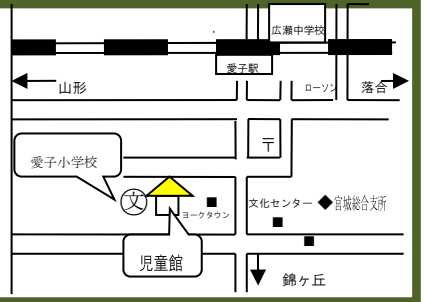 広瀬中学校
愛子駅
山形
ローソン
落合
〒
愛子小学校
文
ヨークタウン
文化センター
宮城総合支所
児童館
錦ヶ丘